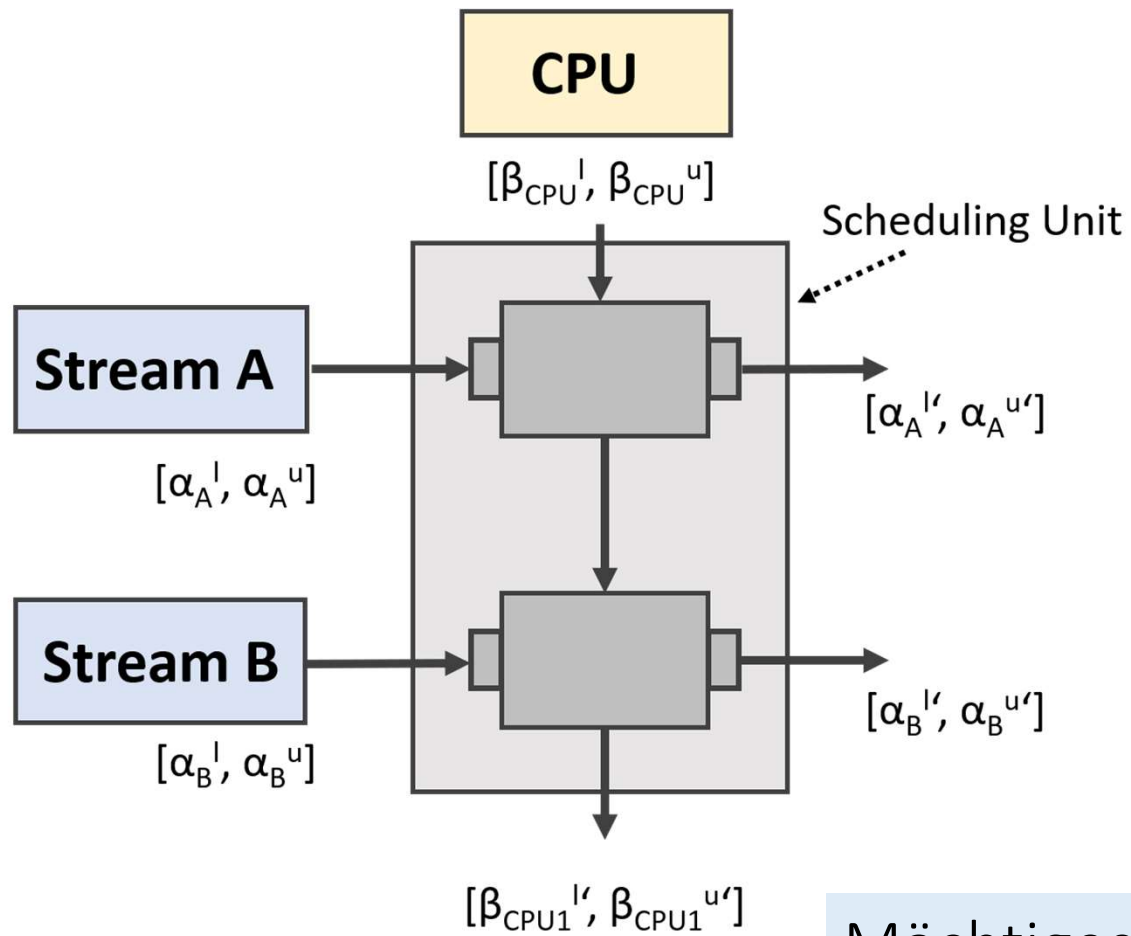 CPU
[β_CPU^l, β_CPU^u]
Scheduling Unit
Stream A
[α_A^l, α_A^u]
[α_A^l‘, α_A^u‘]
Stream B
[α_B^l, α_B^u]
[α_B^l‘, α_B^u‘]
[β_CPU1^l‘, β_CPU1^u‘]